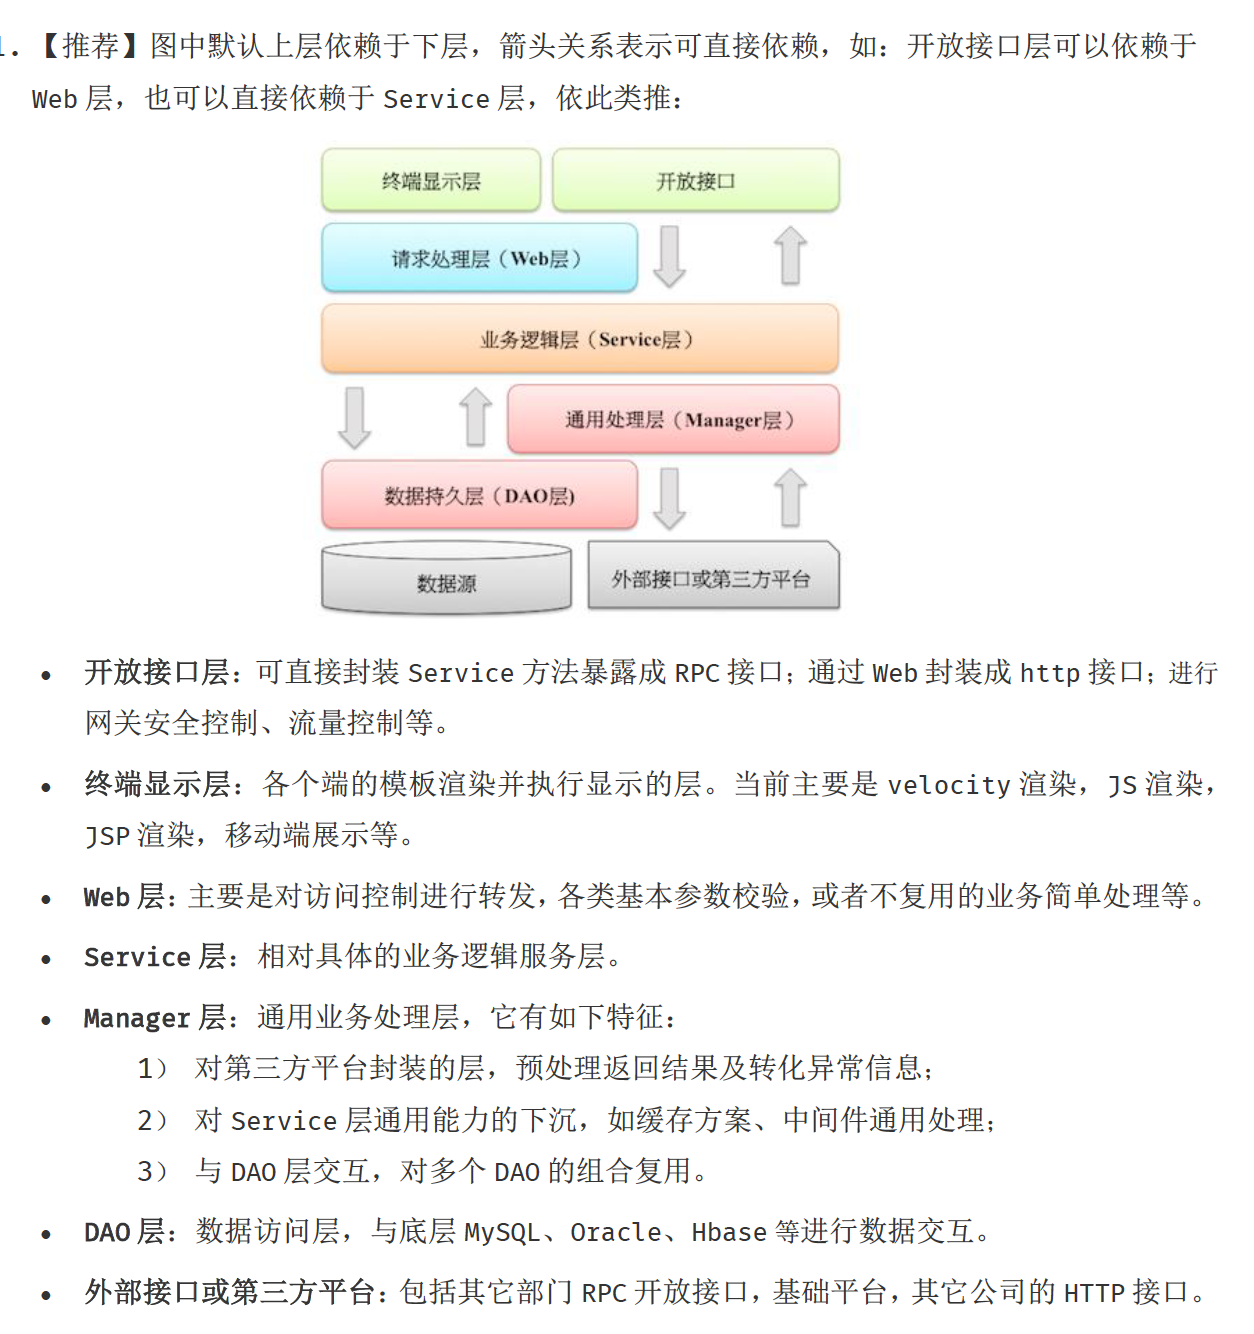 1. 【推荐】图中默认上层依赖于下层，箭头关系表示可直接依赖，如：开放接口层可以依赖于
Web 层，也可以直接依赖于 Service 层，依此类推：
终端显示层
开放接口
请求处理层（Web层）
业务逻辑层（Service层）
通用处理层（Manager层）
数据持久层（DAO层)
数据源
外部接口或第三方平台
• 开放接口层：可直接封装 Service 方法暴露成 RPC 接口；通过 Web 封装成 http 接口；进行
网关安全控制、流量控制等。
• 终端显示层：各个端的模板渲染并执行显示的层。当前主要是 velocity 渲染，JS 渲染，
JSP 渲染，移动端展示等。
• Web 层：主要是对访问控制进行转发，各类基本参数校验，或者不复用的业务简单处理等。
• Service 层：相对具体的业务逻辑服务层。
• Manager 层：通用业务处理层，它有如下特征：
1） 对第三方平台封装的层，预处理返回结果及转化异常信息；
2） 对 Service 层通用能力的下沉，如缓存方案、中间件通用处理；
3） 与 DAO 层交互，对多个 DAO 的组合复用。
• DAO 层：数据访问层，与底层 MySQL、Oracle、Hbase 等进行数据交互。
• 外部接口或第三方平台：包括其它部门 RPC 开放接口，基础平台，其它公司的 HTTP 接口。